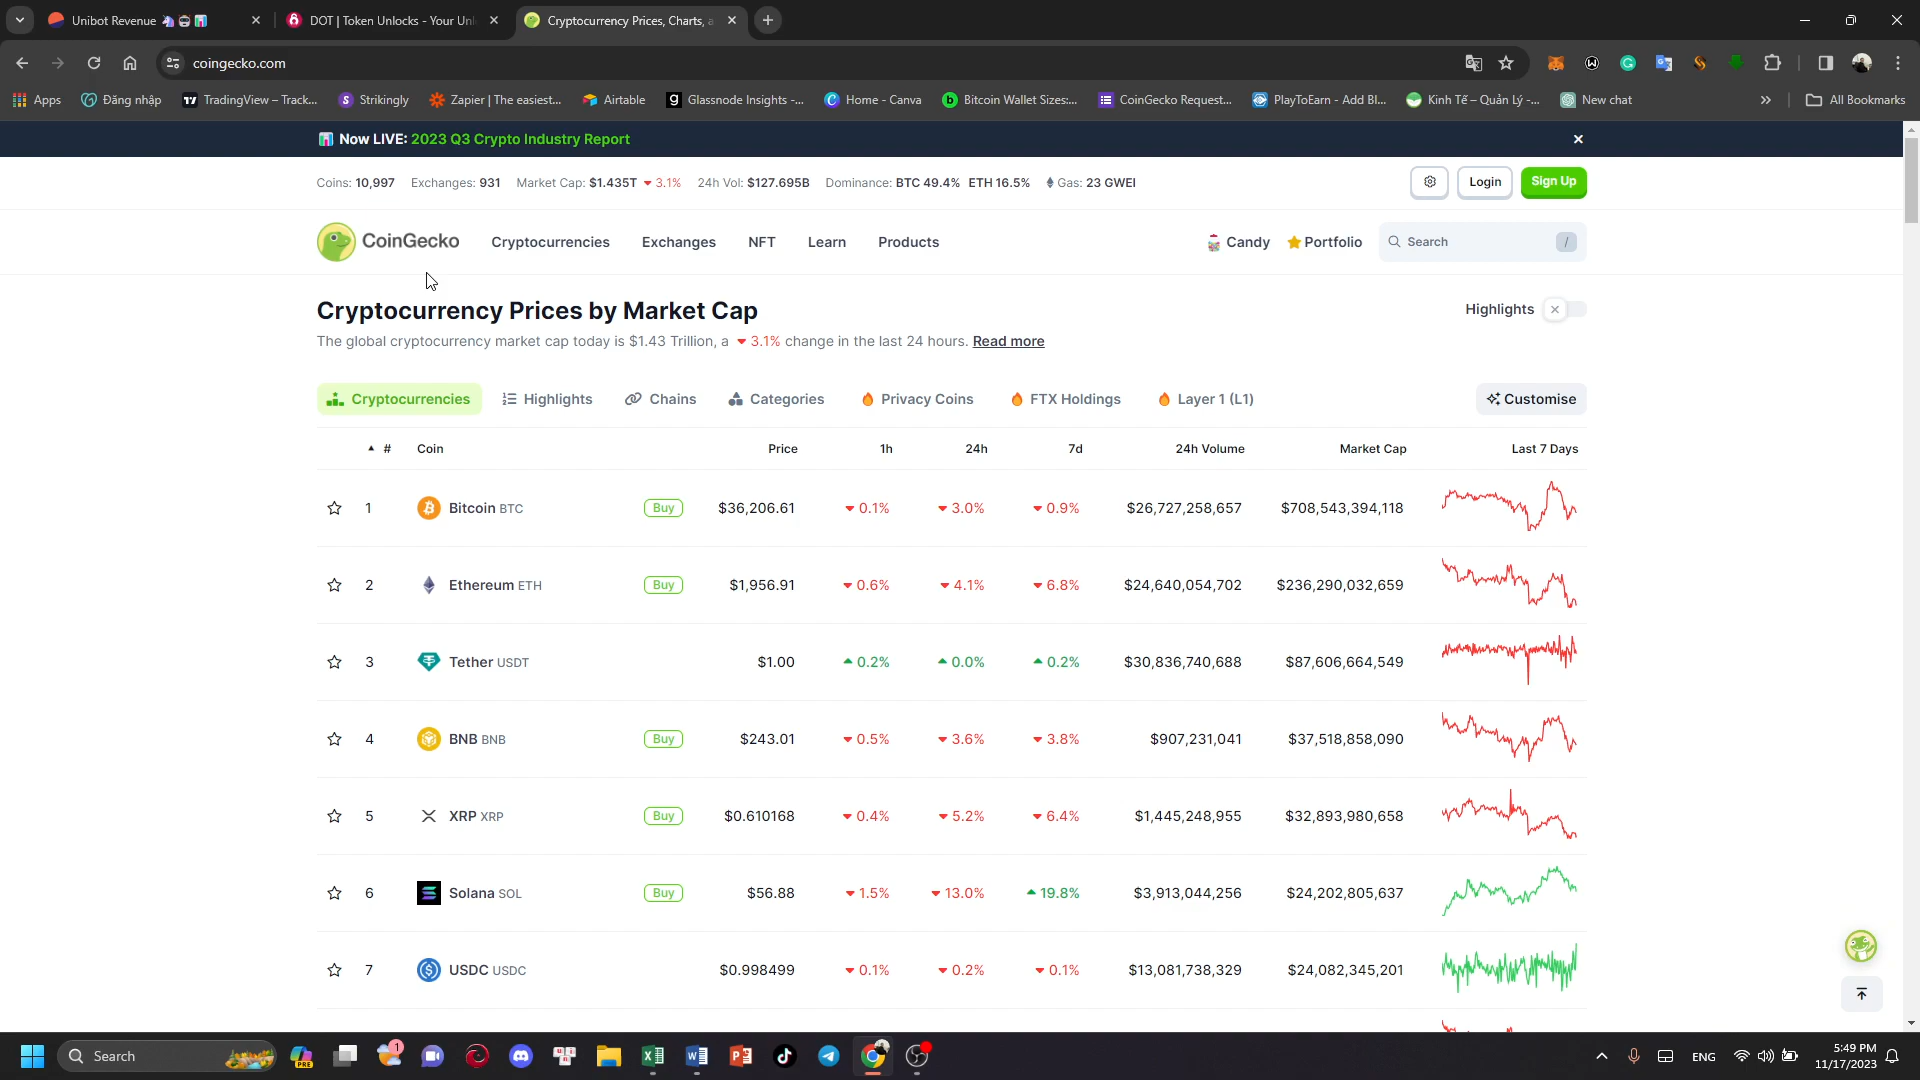 Unibot Revenue
DOT | Token Unlocks - Your Unl
Cryptocurrency Prices, Charts, a
coingecko.com
Apps
Đăng nhập
TradingView – Track...
Strikingly
Zapier | The easiest...
Airtable
Glassnode Insights -...
Home - Canva
Bitcoin Wallet Sizes:...
CoinGecko Request...
PlayToEarn - Add Bl...
Kinh Tế – Quản Lý -...
New chat
All Bookmarks
Now LIVE: 2023 Q3 Crypto Industry Report
Coins: 10,997 Exchanges: 931 Market Cap: $1.435T 3.1% 24h Vol: $127.695B Dominance: BTC 49.4% ETH 16.5% Gas: 23 GWEI
Login
Sign Up
CoinGecko
Cryptocurrencies Exchanges NFT Learn Products
Candy Portfolio Search /
Cryptocurrency Prices by Market Cap
Highlights
The global cryptocurrency market cap today is $1.43 Trillion, a 3.1% change in the last 24 hours. Read more
Cryptocurrencies Highlights Chains Categories Privacy Coins FTX Holdings Layer 1 (L1) Customise
# Coin Price 1h 24h 7d 24h Volume Market Cap Last 7 Days
1 Bitcoin BTC Buy $36,206.61 0.1% 3.0% 0.9% $26,727,258,657 $708,543,394,118
2 Ethereum ETH Buy $1,956.91 0.6% 4.1% 6.8% $24,640,054,702 $236,290,032,659
3 Tether USDT $1.00 0.2% 0.0% 0.2% $30,836,740,688 $87,606,664,549
4 BNB BNB Buy $243.01 0.5% 3.6% 3.8% $907,231,041 $37,518,858,090
5 XRP XRP Buy $0.610168 0.4% 5.2% 6.4% $1,445,248,955 $32,893,980,658
6 Solana SOL Buy $56.88 1.5% 13.0% 19.8% $3,913,044,256 $24,202,805,637
7 USDC USDC $0.998499 0.1% 0.2% 0.1% $13,081,738,329 $24,082,345,201
Search
PRE
1
ENG
5:49 PM
11/17/2023